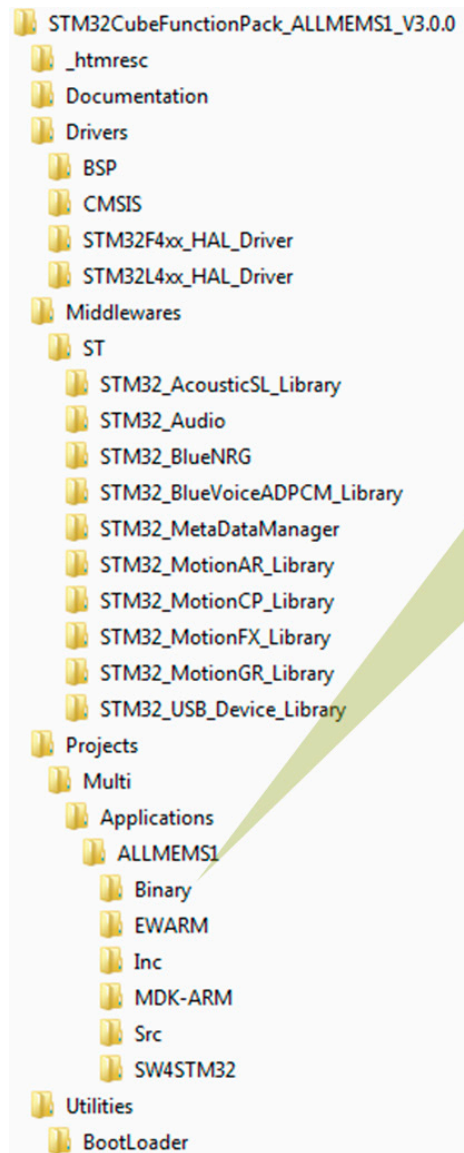 STM32CubeFunctionPack_ALLMEMS1_V3.0.0
_htmresc
Documentation
Drivers
BSP
CMSIS
STM32F4xx_HAL_Driver
STM32L4xx_HAL_Driver
Middlewares
ST
STM32_AcousticSL_Library
STM32_Audio
STM32_BlueNRG
STM32_BlueVoiceADPCM_Library
STM32_MetaDataManager
STM32_MotionAR_Library
STM32_MotionCP_Library
STM32_MotionFX_Library
STM32_MotionGR_Library
STM32_USB_Device_Library
Projects
Multi
Applications
ALLMEMS1
Binary
EWARM
Inc
MDK-ARM
Src
SW4STM32
Utilities
BootLoader